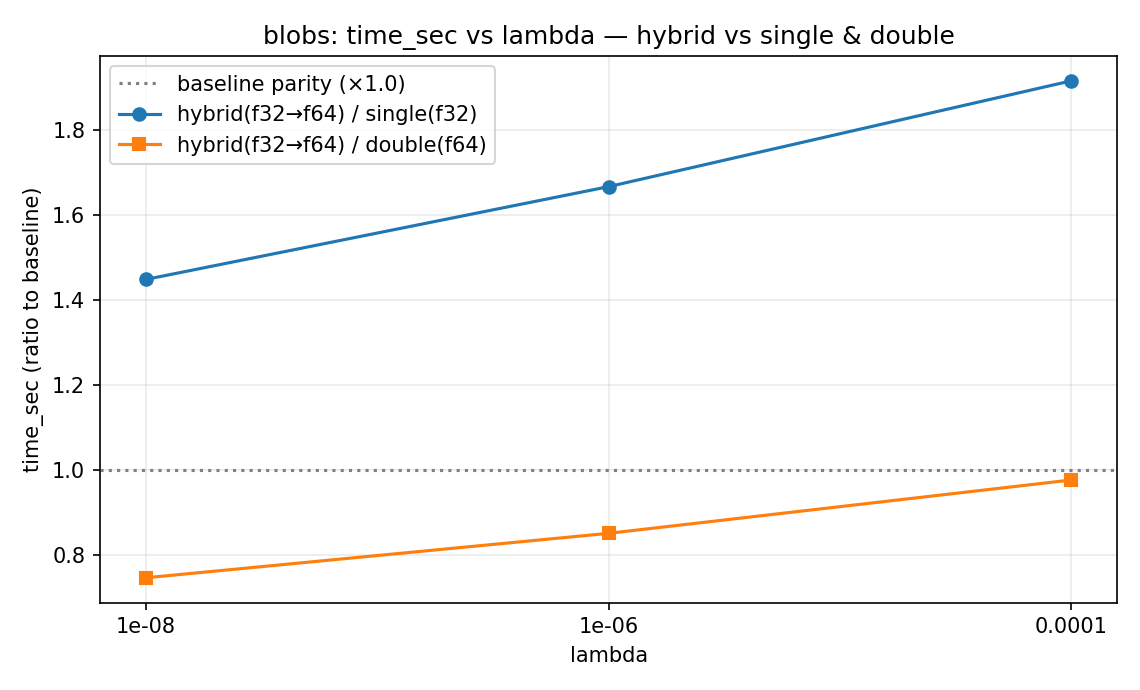 blobs: time_sec vs lambda — hybrid vs single & double
baseline parity (×1.0)
hybrid(f32→f64) / single(f32)
hybrid(f32→f64) / double(f64)
time_sec (ratio to baseline)
1.8
1.6
1.4
1.2
1.0
0.8
1e-08
1e-06
0.0001
lambda